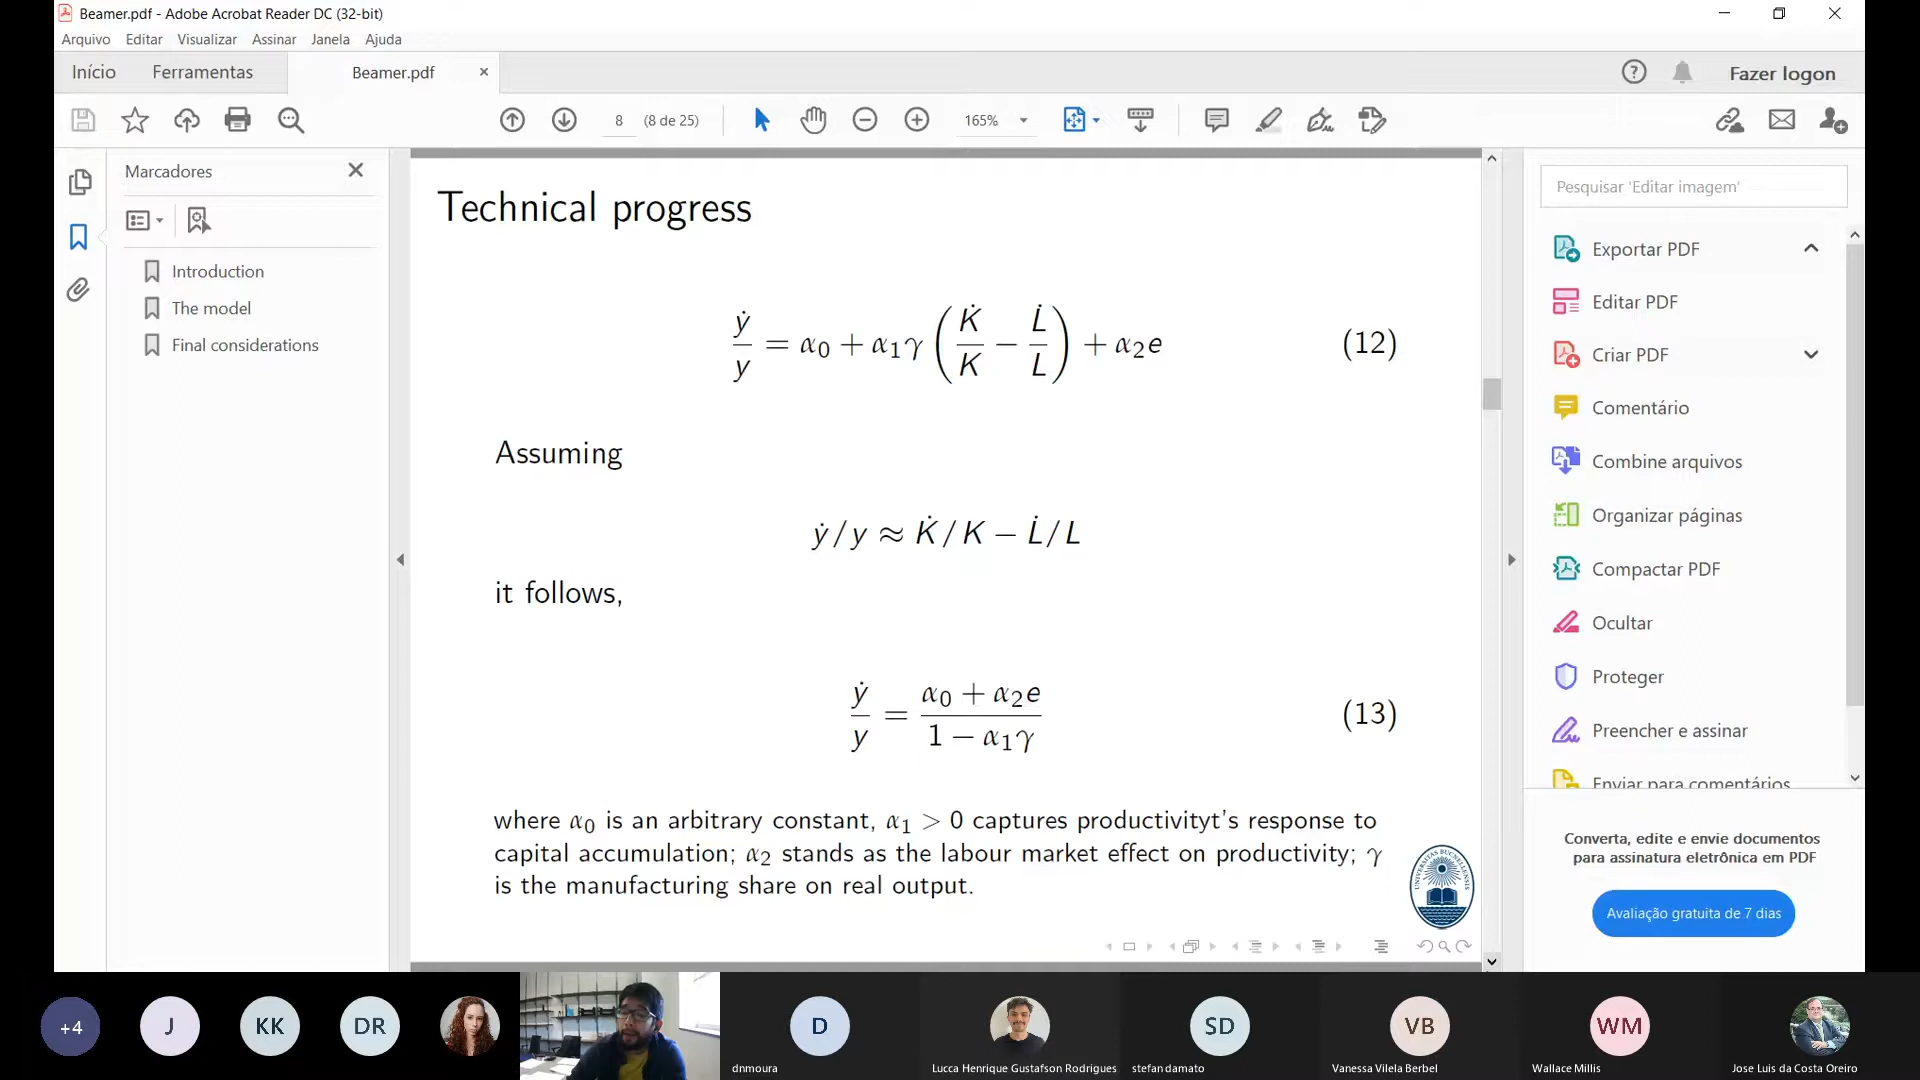 Beamer.pdf - Adobe Acrobat Reader DC (32-bit)
Arquivo Editar Visualizar Assinar Janela Ajuda
Início Ferramentas Beamer.pdf Fazer logon
8 (8 de 25) 165%
Marcadores
Introduction
The model
Final considerations
Technical progress
ẏ/y = α₀ + α₁γ (K̇/K − L̇/L) + α₂e (12)
Assuming
ẏ/y ≈ K̇/K − L̇/L
it follows,
ẏ/y = (α₀ + α₂e)/(1 − α₁γ) (13)
where α₀ is an arbitrary constant, α₁ > 0 captures productivityt's response to
capital accumulation; α₂ stands as the labour market effect on productivity; γ
is the manufacturing share on real output.
UNIVERSITAS BUCNELLENSIS
Pesquisar 'Editar imagem'
Exportar PDF
Editar PDF
Criar PDF
Comentário
Combine arquivos
Organizar páginas
Compactar PDF
Ocultar
Proteger
Preencher e assinar
Enviar para comentários
Converta, edite e envie documentos
para assinatura eletrônica em PDF
Avaliação gratuita de 7 dias
+4 J KK DR D SD VB WM
dnmoura Lucca Henrique Gustafson Rodrigues stefan damato Vanessa Vilela Berbel Wallace Millis Jose Luis da Costa Oreiro